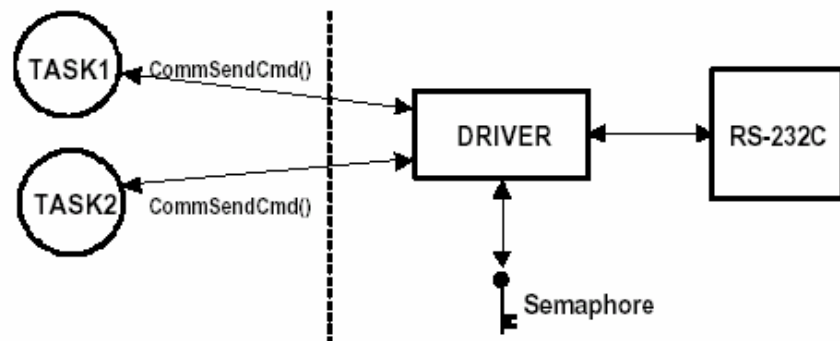 TASK1
CommSendCmd()
DRIVER
RS-232C
TASK2
CommSendCmd()
Semaphore